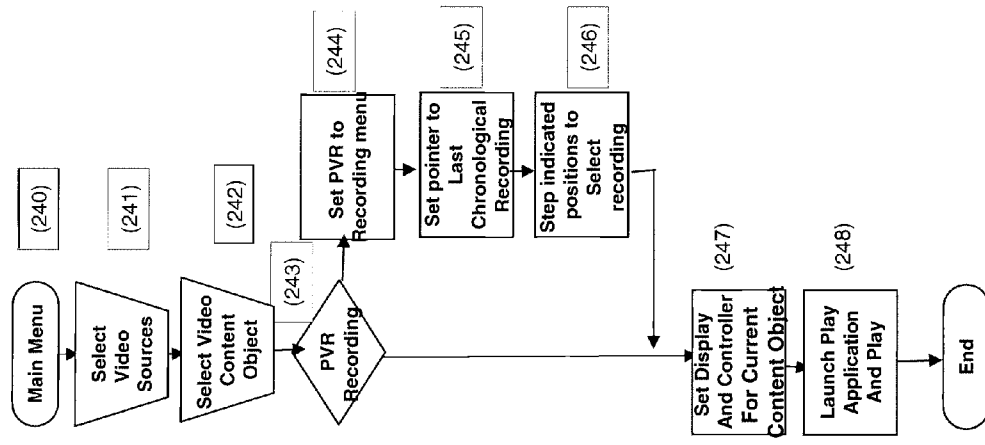 Main Menu
(240)
Select
Video
Sources
(241)
Select Video
Content
Object
(242)
PVR
Recording
(243)
Set PVR to
Recording menu
(244)
Set pointer to
Last
Chronological
Recording
(245)
Step indicated
positions to
Select
recording
(246)
Set Display
And Controller
For Current
Content Object
(247)
Launch Play
Application
And Play
(248)
End